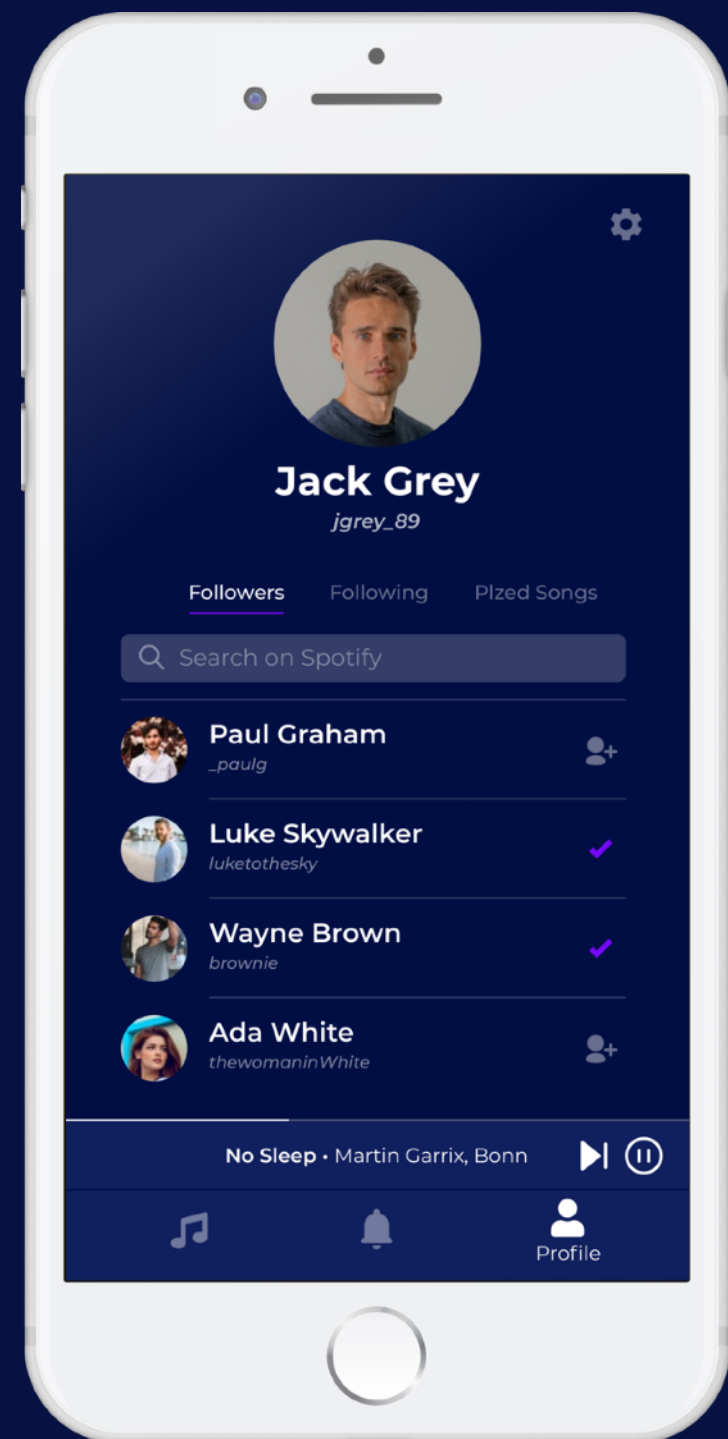 Jack Grey
jgrey_89
Followers Following Plzed Songs
Search on Spotify
Paul Graham
_paulg
Luke Skywalker
luketothesky
Wayne Brown
brownie
Ada White
thewomaninWhite
No Sleep • Martin Garrix, Bonn
Profile